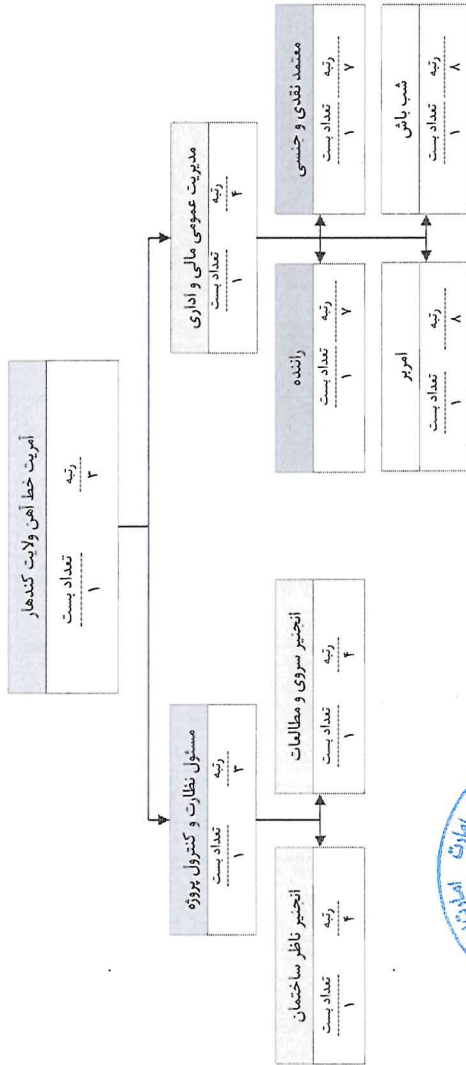 آمریت خط آهن ولایت کندهار
تعداد بست رتبه
۱ ۳
مسئول نظارت و کنترول پروژه
تعداد بست رتبه
۱ ۳
مدیریت عمومی مالی و اداری
تعداد بست رتبه
۱ ۴
انجنیر ناظر ساختمان
تعداد بست رتبه
۱ ۴
انجنیر سروی و مطالعات
تعداد بست رتبه
۱ ۴
راننده
تعداد بست رتبه
۱ ۷
معتمد نقدی و جنسی
تعداد بست رتبه
۱ ۷
امربر
تعداد بست رتبه
۱ ۸
شب باش
تعداد بست رتبه
۱ ۸